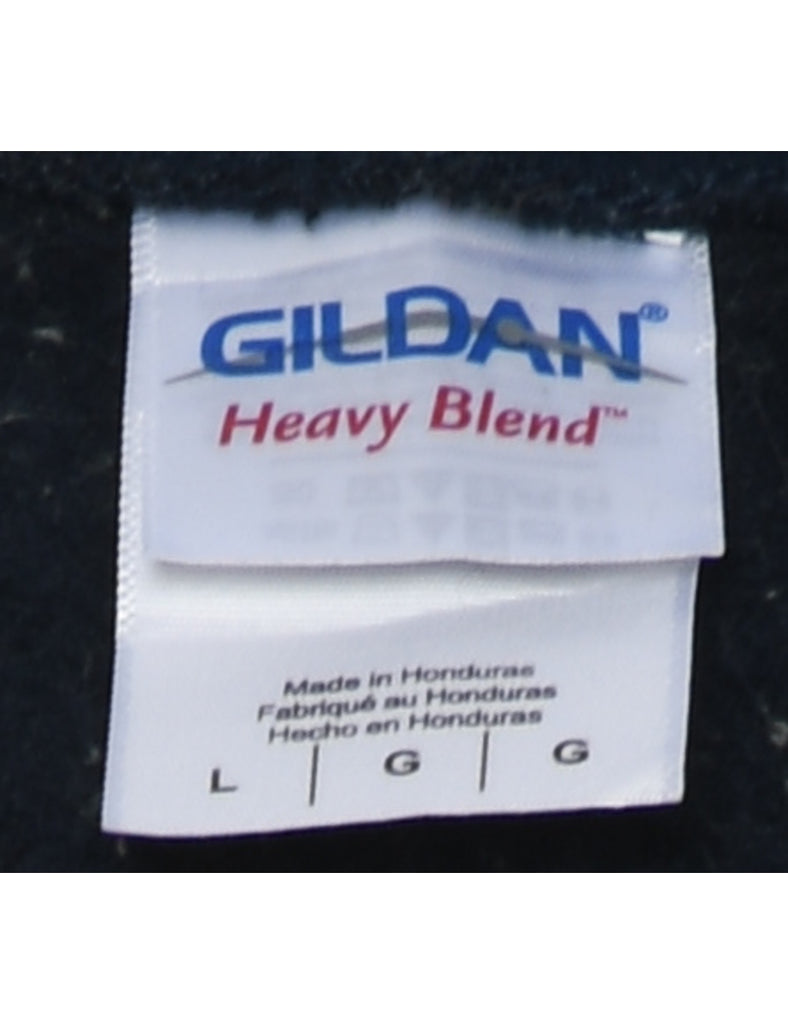 GILDAN®
Heavy Blend™
Made in Honduras
Fabriqué au Honduras
Hecho en Honduras
L | G | G